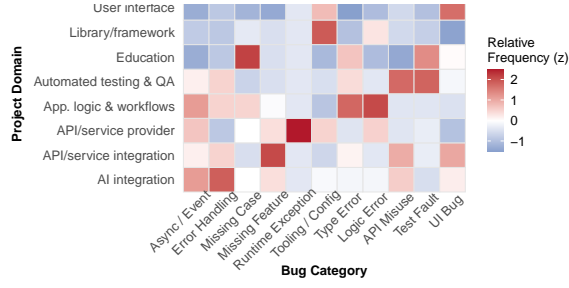 User interface
Library/framework
Education
Automated testing & QA
App. logic & workflows
API/service provider
API/service integration
AI integration
Project Domain
Async / Event
Error Handling
Missing Case
Missing Feature
Runtime Exception
Tooling / Config
Type Error
Logic Error
API Misuse
Test Fault
UI Bug
Bug Category
Relative
Frequency (z)
2
1
0
−1